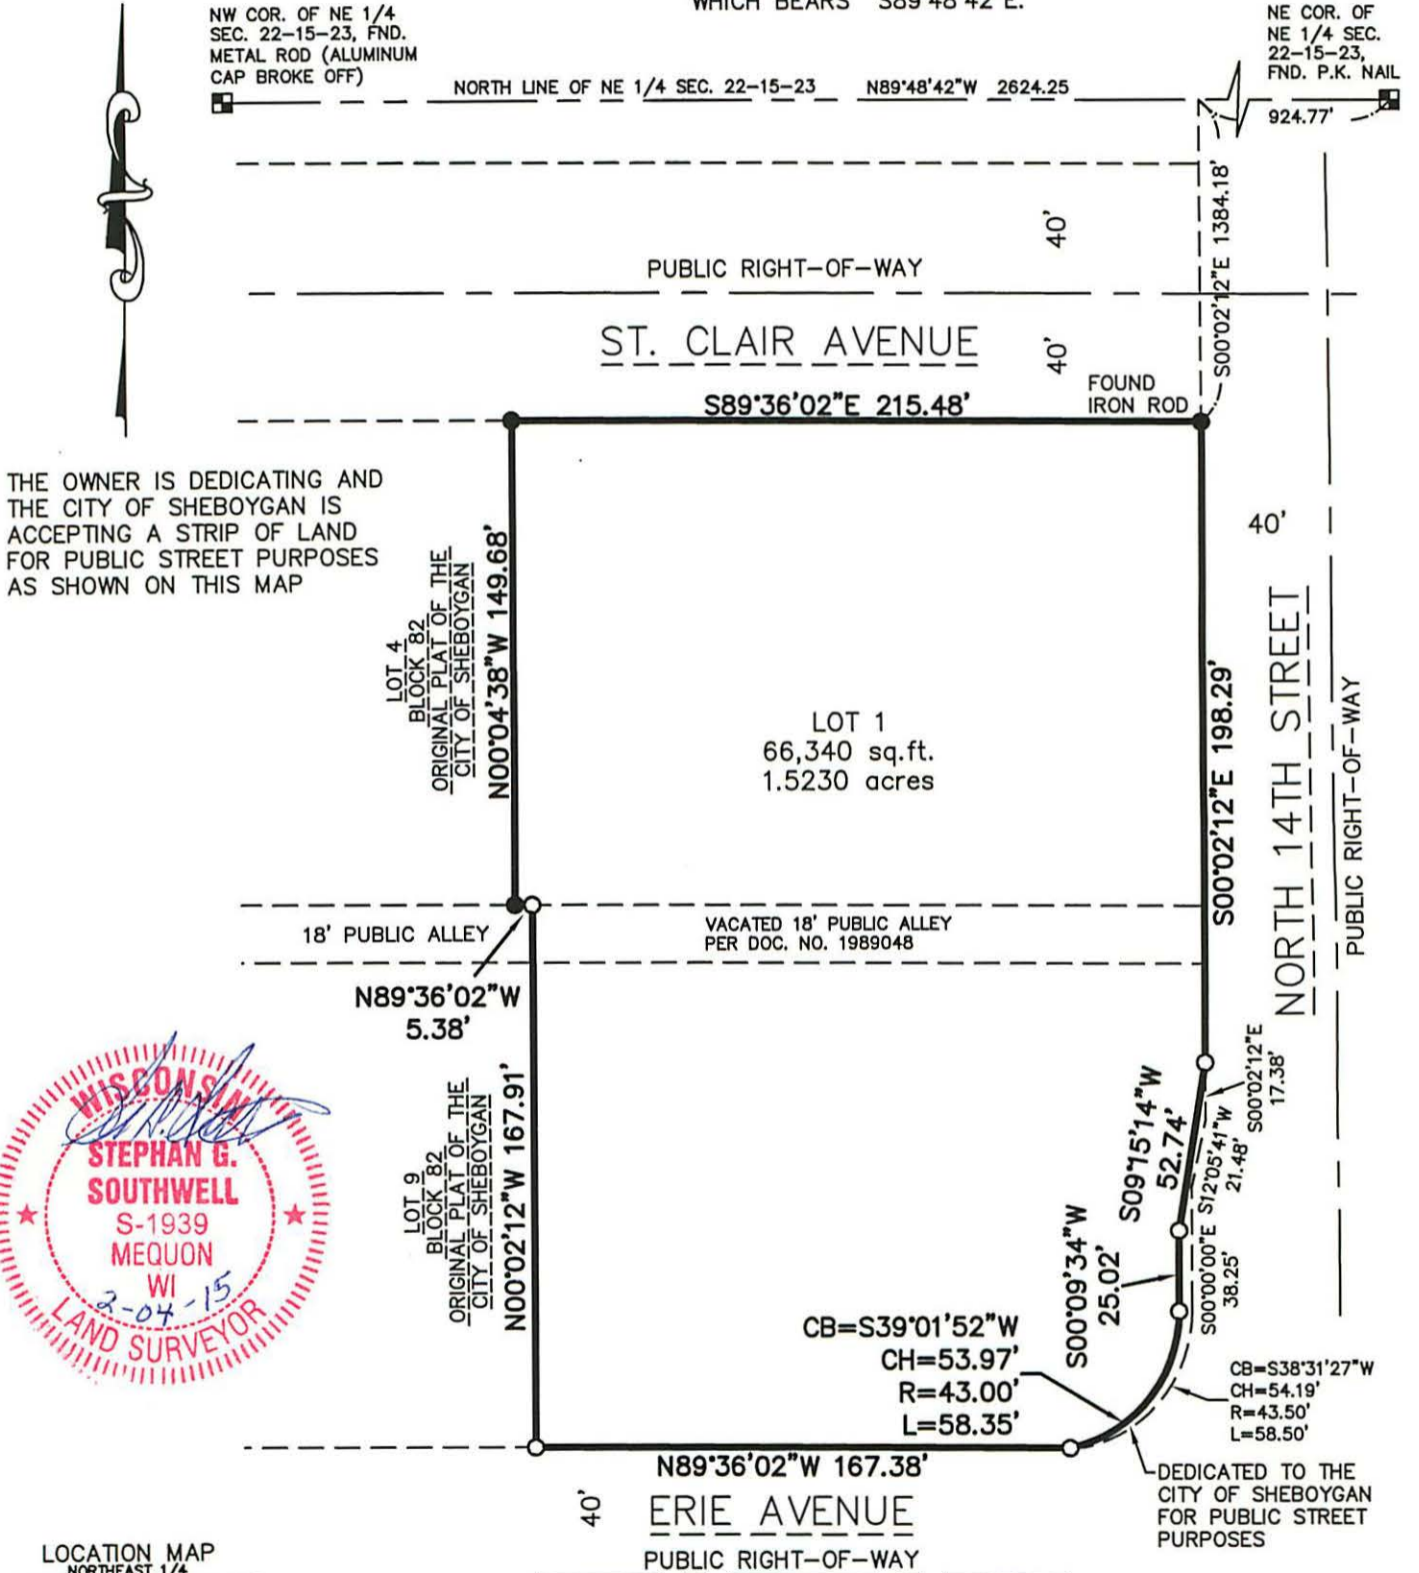 WHICH BEARS S89°48'42"E.
NW COR. OF NE 1/4
SEC. 22-15-23, FND.
METAL ROD (ALUMINUM
CAP BROKE OFF)
NORTH LINE OF NE 1/4 SEC. 22-15-23 N89°48'42"W 2624.25
NE COR. OF
NE 1/4 SEC.
22-15-23,
FND. P.K. NAIL
924.77'
S00°02'12"E 1384.18'
40'
PUBLIC RIGHT-OF-WAY
ST. CLAIR AVENUE
40'
FOUND
IRON ROD
S89°36'02"E 215.48'
THE OWNER IS DEDICATING AND
THE CITY OF SHEBOYGAN IS
ACCEPTING A STRIP OF LAND
FOR PUBLIC STREET PURPOSES
AS SHOWN ON THIS MAP
LOT 4
BLOCK 82
ORIGINAL PLAT OF THE
CITY OF SHEBOYGAN
N00°04'38"W 149.68'
LOT 1
66,340 sq.ft.
1.5230 acres
S00°02'12"E 198.29'
40'
NORTH 14TH STREET
PUBLIC RIGHT-OF-WAY
18' PUBLIC ALLEY
VACATED 18' PUBLIC ALLEY
PER DOC. NO. 1989048
N89°36'02"W
5.38'
LOT 9
BLOCK 82
ORIGINAL PLAT OF THE
CITY OF SHEBOYGAN
N00°02'12"W 167.91'
S09°15'14"W
52.74'
S00°02'12"E
17.38'
S12°05'41"W
21.48'
S00°09'34"W
25.02'
S00°00'00"E
38.25'
CB=S39°01'52"W
CH=53.97'
R=43.00'
L=58.35'
CB=S38°31'27"W
CH=54.19'
R=43.50'
L=58.50'
WISCONSIN
STEPHAN G.
SOUTHWELL
S-1939
MEQUON
WI
2-04-15
LAND SURVEYOR
N89°36'02"W 167.38'
DEDICATED TO THE
CITY OF SHEBOYGAN
FOR PUBLIC STREET
PURPOSES
40'
ERIE AVENUE
PUBLIC RIGHT-OF-WAY
LOCATION MAP
NORTHEAST 1/4